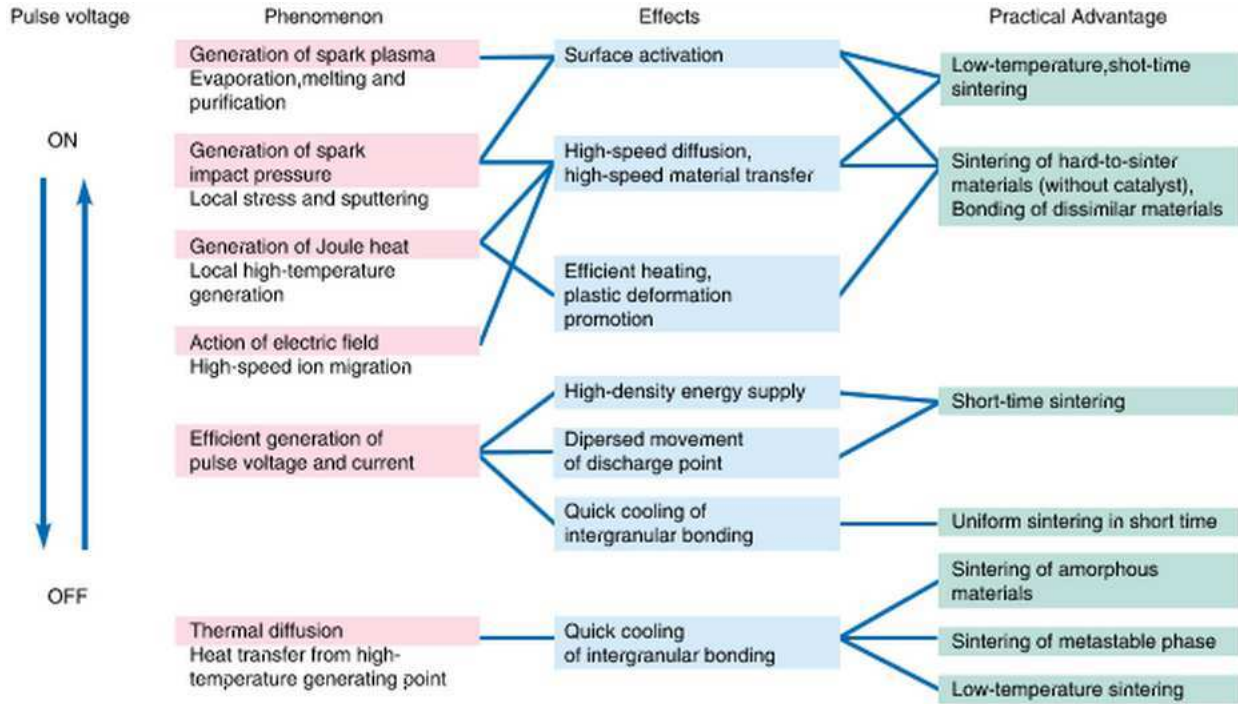 Pulse voltage
Phenomenon
Effects
Practical Advantage
ON
OFF
Generation of spark plasma
Evaporation,melting and
purification
Generation of spark
impact pressure
Local stress and sputtering
Generation of Joule heat
Local high-temperature
generation
Action of electric field
High-speed ion migration
Efficient generation of
pulse voltage and current
Thermal diffusion
Heat transfer from high-
temperature generating point
Surface activation
High-speed diffusion,
high-speed material transfer
Efficient heating,
plastic deformation
promotion
High-density energy supply
Dipersed movement
of discharge point
Quick cooling of
intergranular bonding
Quick cooling
of intergranular bonding
Low-temperature,shot-time
sintering
Sintering of hard-to-sinter
materials (without catalyst),
Bonding of dissimilar materials
Short-time sintering
Uniform sintering in short time
Sintering of amorphous
materials
Sintering of metastable phase
Low-temperature sintering